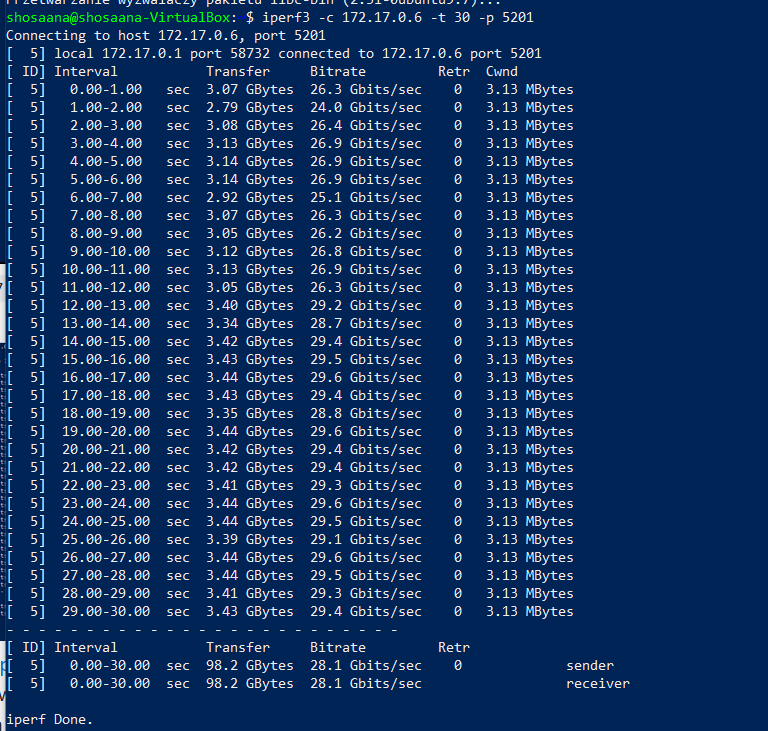 Przetwarzanie wyzwalaczy pakietu libc-bin (2.31-0ubuntu9.7)...
shosaana@shosaana-VirtualBox:~$ iperf3 -c 172.17.0.6 -t 30 -p 5201
Connecting to host 172.17.0.6, port 5201
[  5] local 172.17.0.1 port 58732 connected to 172.17.0.6 port 5201
[ ID] Interval           Transfer     Bitrate         Retr  Cwnd
[  5]   0.00-1.00   sec  3.07 GBytes  26.3 Gbits/sec    0   3.13 MBytes
[  5]   1.00-2.00   sec  2.79 GBytes  24.0 Gbits/sec    0   3.13 MBytes
[  5]   2.00-3.00   sec  3.08 GBytes  26.4 Gbits/sec    0   3.13 MBytes
[  5]   3.00-4.00   sec  3.13 GBytes  26.9 Gbits/sec    0   3.13 MBytes
[  5]   4.00-5.00   sec  3.14 GBytes  26.9 Gbits/sec    0   3.13 MBytes
[  5]   5.00-6.00   sec  3.14 GBytes  26.9 Gbits/sec    0   3.13 MBytes
[  5]   6.00-7.00   sec  2.92 GBytes  25.1 Gbits/sec    0   3.13 MBytes
[  5]   7.00-8.00   sec  3.07 GBytes  26.3 Gbits/sec    0   3.13 MBytes
[  5]   8.00-9.00   sec  3.05 GBytes  26.2 Gbits/sec    0   3.13 MBytes
[  5]   9.00-10.00  sec  3.12 GBytes  26.8 Gbits/sec    0   3.13 MBytes
[  5]  10.00-11.00  sec  3.13 GBytes  26.9 Gbits/sec    0   3.13 MBytes
[  5]  11.00-12.00  sec  3.05 GBytes  26.3 Gbits/sec    0   3.13 MBytes
[  5]  12.00-13.00  sec  3.40 GBytes  29.2 Gbits/sec    0   3.13 MBytes
[  5]  13.00-14.00  sec  3.34 GBytes  28.7 Gbits/sec    0   3.13 MBytes
[  5]  14.00-15.00  sec  3.42 GBytes  29.4 Gbits/sec    0   3.13 MBytes
[  5]  15.00-16.00  sec  3.43 GBytes  29.5 Gbits/sec    0   3.13 MBytes
[  5]  16.00-17.00  sec  3.44 GBytes  29.6 Gbits/sec    0   3.13 MBytes
[  5]  17.00-18.00  sec  3.43 GBytes  29.4 Gbits/sec    0   3.13 MBytes
[  5]  18.00-19.00  sec  3.35 GBytes  28.8 Gbits/sec    0   3.13 MBytes
[  5]  19.00-20.00  sec  3.44 GBytes  29.6 Gbits/sec    0   3.13 MBytes
[  5]  20.00-21.00  sec  3.42 GBytes  29.4 Gbits/sec    0   3.13 MBytes
[  5]  21.00-22.00  sec  3.42 GBytes  29.4 Gbits/sec    0   3.13 MBytes
[  5]  22.00-23.00  sec  3.41 GBytes  29.3 Gbits/sec    0   3.13 MBytes
[  5]  23.00-24.00  sec  3.44 GBytes  29.6 Gbits/sec    0   3.13 MBytes
[  5]  24.00-25.00  sec  3.44 GBytes  29.5 Gbits/sec    0   3.13 MBytes
[  5]  25.00-26.00  sec  3.39 GBytes  29.1 Gbits/sec    0   3.13 MBytes
[  5]  26.00-27.00  sec  3.44 GBytes  29.6 Gbits/sec    0   3.13 MBytes
[  5]  27.00-28.00  sec  3.44 GBytes  29.5 Gbits/sec    0   3.13 MBytes
[  5]  28.00-29.00  sec  3.41 GBytes  29.3 Gbits/sec    0   3.13 MBytes
[  5]  29.00-30.00  sec  3.43 GBytes  29.4 Gbits/sec    0   3.13 MBytes
- - - - - - - - - - - - - - - - - - - - - - - - -
[ ID] Interval           Transfer     Bitrate         Retr
[  5]   0.00-30.00  sec  98.2 GBytes  28.1 Gbits/sec    0             sender
[  5]   0.00-30.00  sec  98.2 GBytes  28.1 Gbits/sec                  receiver
iperf Done.